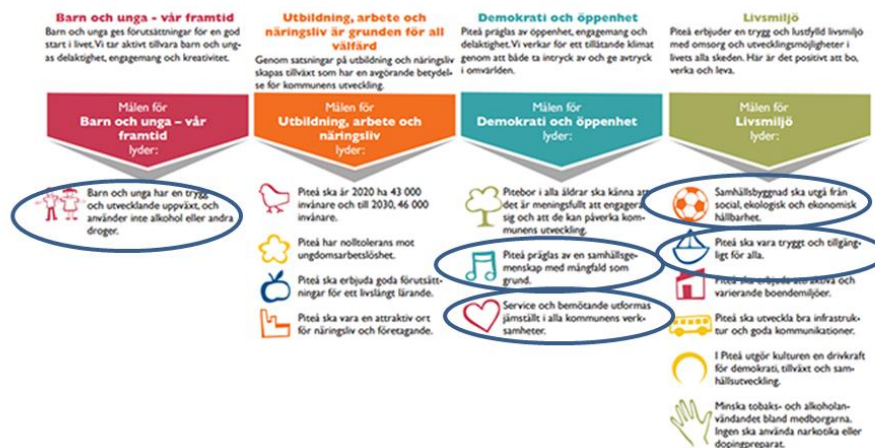 Barn och unga - vår framtid
Barn och unga ges förutsättningar för en god
start i livet. Vi tar aktivt tillvara barn och ung-
as delaktighet, engagemang och kreativitet.
Utbildning, arbete och
näringsliv är grunden för all
välfärd
Genom satsningar på utbildning och näringsliv
skapas tillväxt som har en avgörande betydel-
se för kommunens utveckling.
Demokrati och öppenhet
Piteå präglas av öppenhet, engagemang och
delaktighet. Vi verkar för ett tillåtande klimat
genom att både ta intryck av och ge avtryck
i omvärlden.
Livsmiljö
Piteå erbjuder en trygg och lustfylld livsmiljö
med omsorg och utvecklingsmöjligheter i
livets alla skeden. Här är det positivt att bo,
verka och leva.
Målen för
Barn och unga – vår
framtid
lyder:
Målen för
Utbildning, arbete och
näringsliv
lyder:
Målen för
Demokrati och öppenhet
lyder:
Målen för
Livsmiljö
lyder:
Barn och unga har en trygg
och utvecklande uppväxt, och
använder inte alkohol eller andra
droger.
Piteå ska år 2020 ha 43 000
invånare och till 2030, 46 000
invånare.
Piteå har nolltolerans mot
ungdomsarbetslöshet.
Piteå ska erbjuda goda förutsätt-
ningar för ett livslångt lärande.
Piteå ska vara en attraktiv ort
för näringsliv och företagande.
Pitebor i alla åldrar ska känna att
det är meningsfullt att engagera
sig och att de kan påverka kom-
munens utveckling.
Piteå präglas av en samhällsge-
menskap med mångfald som
grund.
Service och bemötande utformas
jämställt i alla kommunens verk-
samheter.
Samhällsbyggnad ska utgå från
social, ekologisk och ekonomisk
hållbarhet.
Piteå ska vara tryggt och tillgäng-
ligt för alla.
Piteå ska erbjuda attraktiva och
varierande boendemiljöer.
Piteå ska utveckla bra infrastruk-
tur och goda kommunikationer.
I Piteå utgör kulturen en drivkraft
för demokrati, tillväxt och sam-
hällsutveckling.
Minska tobaks- och alkoholan-
vändandet bland medborgarna.
Ingen ska använda narkotika eller
dopingpreparat.